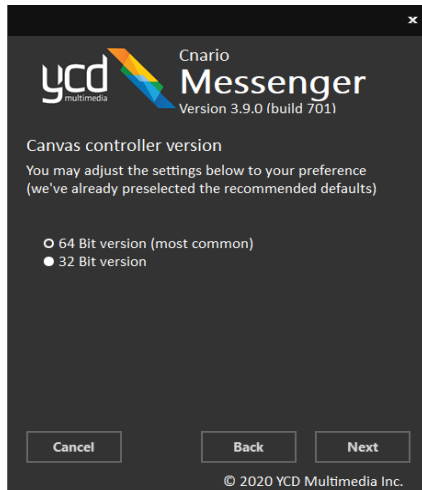 x
ycd
multimedia
Cnario
Messenger
Version 3.9.0 (build 701)
Canvas controller version
You may adjust the settings below to your preference
(we've already preselected the recommended defaults)
64 Bit version (most common)
32 Bit version
Cancel
Back
Next
© 2020 YCD Multimedia Inc.